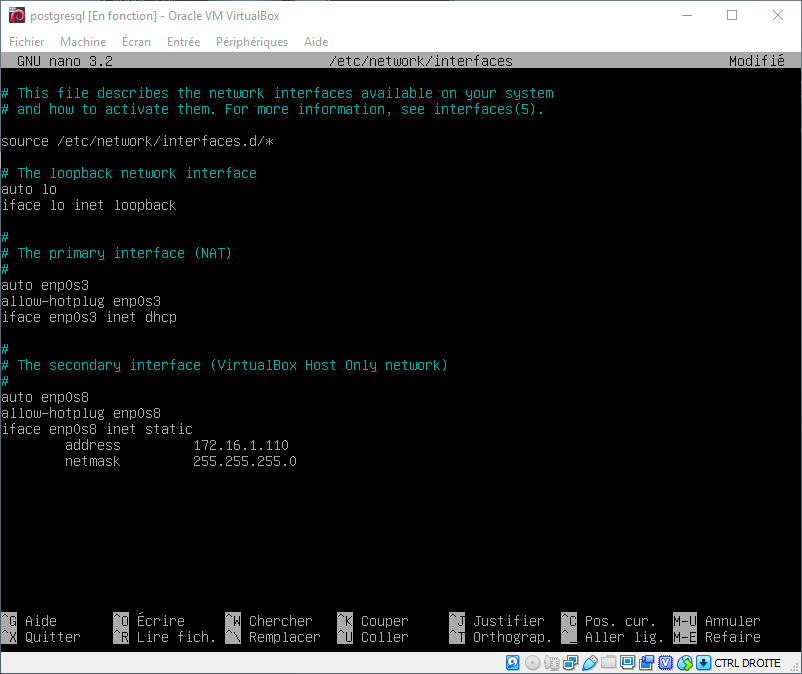 postgresql [En fonction] - Oracle VM VirtualBox
Fichier Machine Écran Entrée Périphériques Aide
GNU nano 3.2 /etc/network/interfaces Modifié
# This file describes the network interfaces available on your system
# and how to activate them. For more information, see interfaces(5).
source /etc/network/interfaces.d/*
# The loopback network interface
auto lo
iface lo inet loopback
#
# The primary interface (NAT)
#
auto enp0s3
allow-hotplug enp0s3
iface enp0s3 inet dhcp
#
# The secondary interface (VirtualBox Host Only network)
#
auto enp0s8
allow-hotplug enp0s8
iface enp0s8 inet static
address 172.16.1.110
netmask 255.255.255.0
^G Aide ^O Écrire ^W Chercher ^K Couper ^J Justifier ^C Pos. cur. M-U Annuler
^X Quitter ^R Lire fich. ^\ Remplacer ^U Coller ^T Orthograp. ^_ Aller lig. M-E Refaire
CTRL DROITE